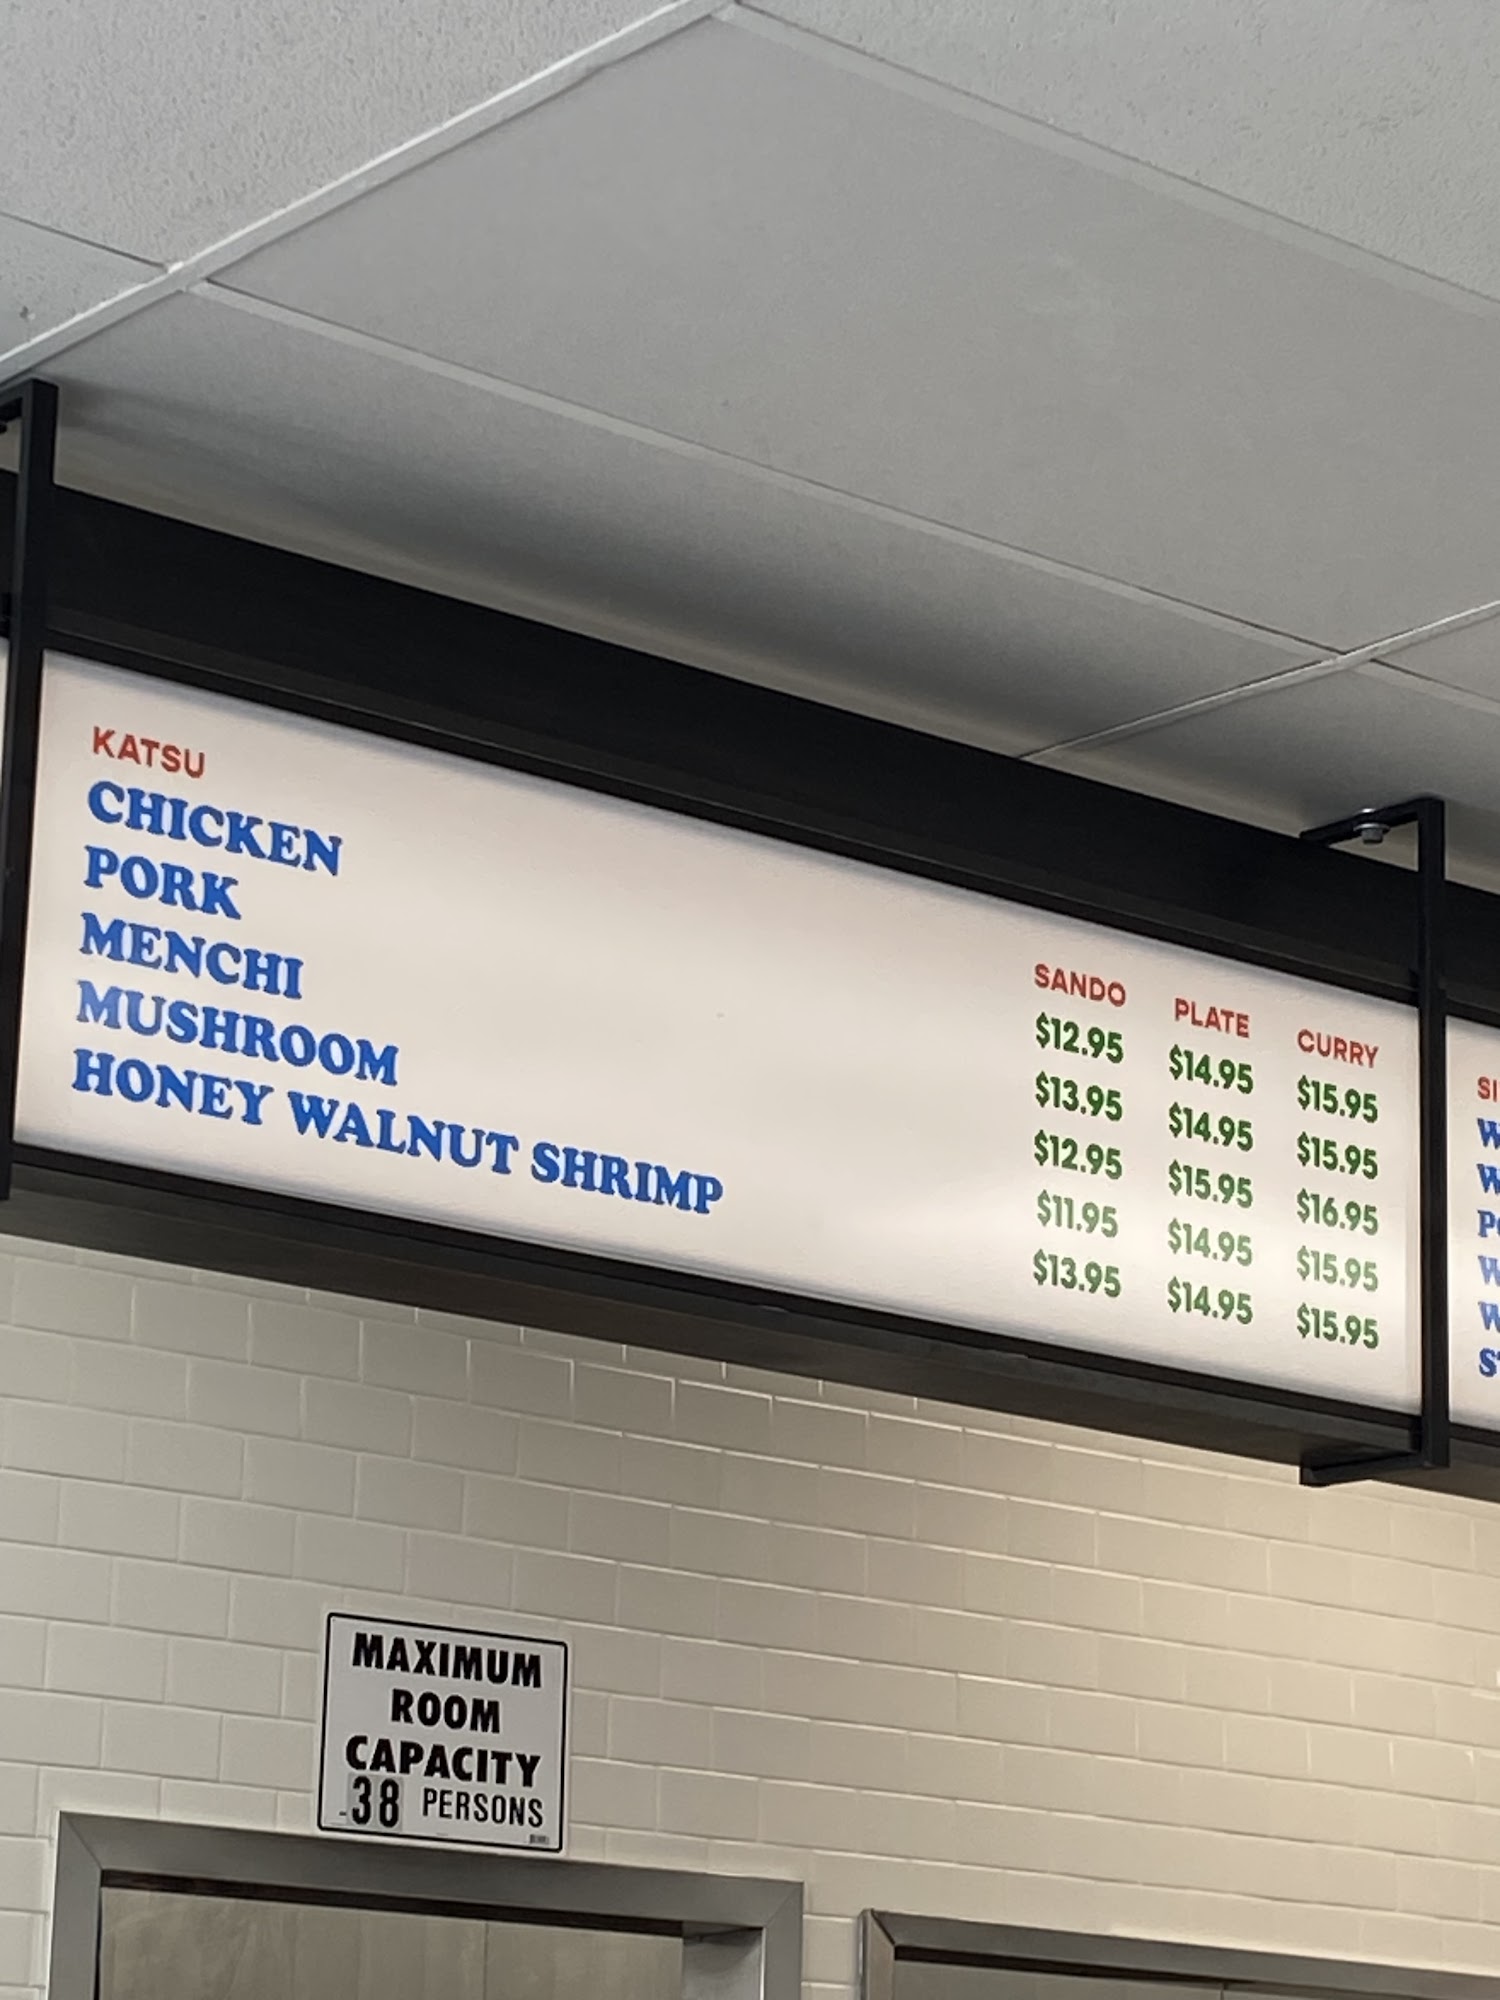 KATSU SANDO PLATE CURRY
CHICKEN $12.95 $14.95 $15.95
PORK $13.95 $14.95 $15.95
MENCHI $12.95 $15.95 $16.95
MUSHROOM $11.95 $14.95 $15.95
HONEY WALNUT SHRIMP $13.95 $14.95 $15.95
MAXIMUM
ROOM
CAPACITY
38 PERSONS